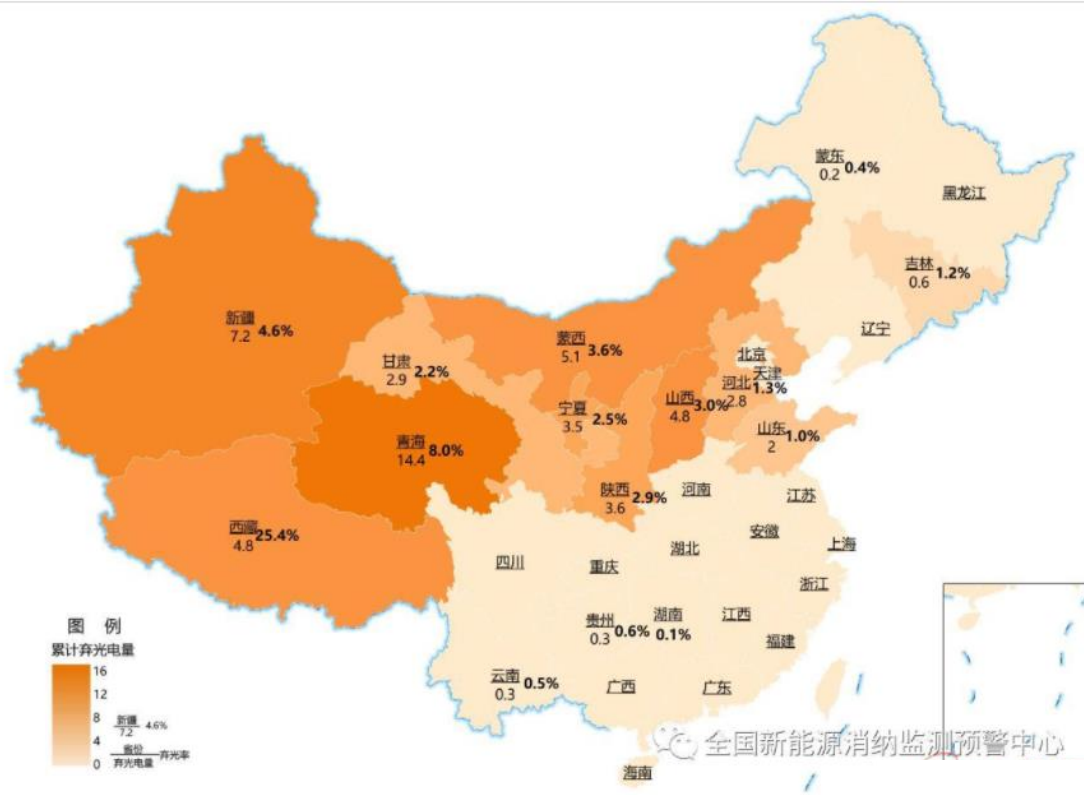 蒙东
0.2 0.4%
黑龙江
吉林
0.6 1.2%
新疆
7.2 4.6%
辽宁
蒙西
5.1 3.6%
北京
甘肃
2.9 2.2%
天津
河北 1.3%
2.8
山西
4.8 3.0%
宁夏
3.5 2.5%
山东 1.0%
2
青海
14.4 8.0%
陕西
3.6 2.9%
河南
江苏
西藏 25.4%
4.8
安徽
上海
湖北
四川
重庆
浙江
贵州
0.3 0.6%
湖南
0.1%
江西
福建
云南
0.3 0.5%
广西
广东
海南
图 例
累计弃光电量
16
12
8
4
0
新疆
7.2
4.6%
省份
弃光电量
弃光率
全国新能源消纳监测预警中心